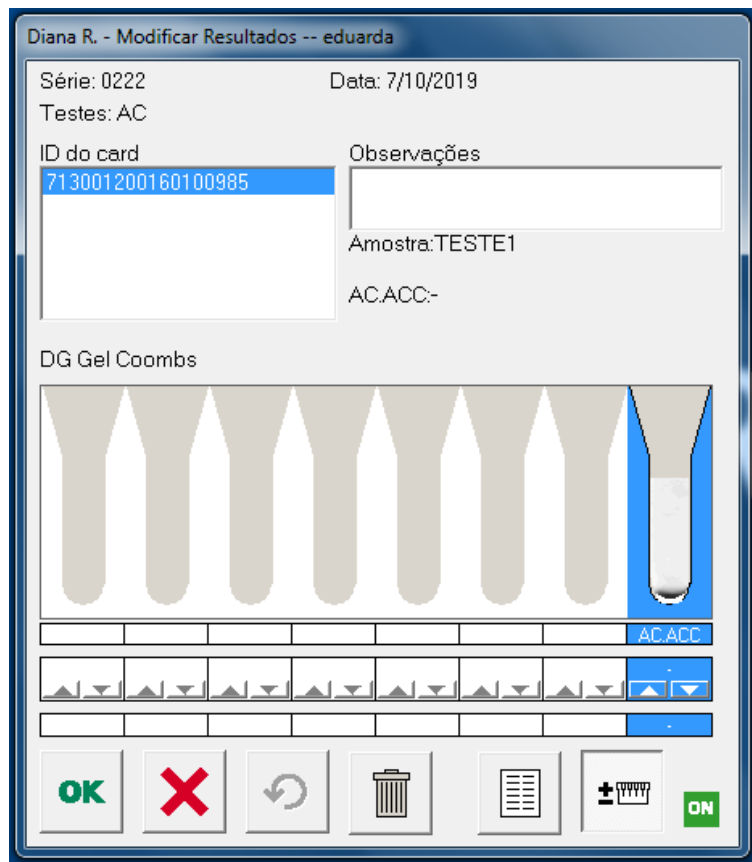 Diana R. - Modificar Resultados -- eduarda
Série: 0222 Data: 7/10/2019
Testes: AC
ID do card Observações
713001200160100985
Amostra:TESTE1
AC.ACC:-
DG Gel Coombs
AC.ACC
-
-
OK ± ON